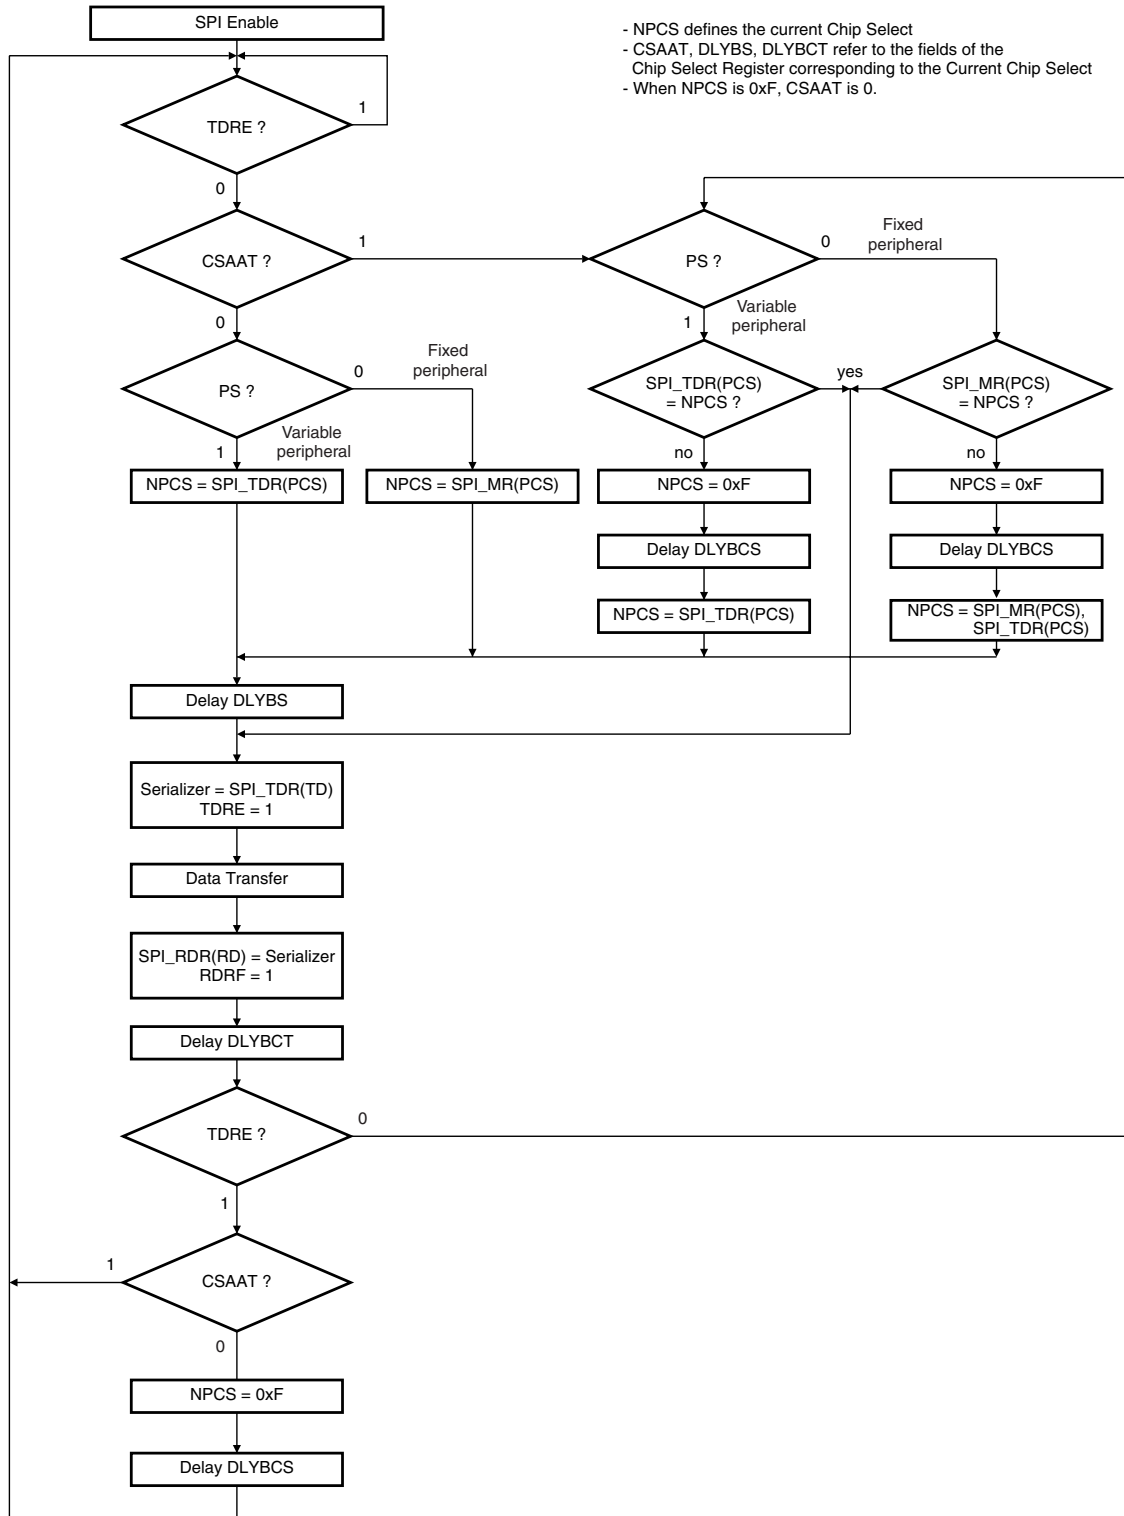 SPI Enable
- NPCS defines the current Chip Select
- CSAAT, DLYBS, DLYBCT refer to the fields of the
Chip Select Register corresponding to the Current Chip Select
- When NPCS is 0xF, CSAAT is 0.
TDRE ?
1
0
CSAAT ?
1
0
PS ?
0
Fixed
peripheral
1
Variable
peripheral
PS ?
0
Fixed
peripheral
1
Variable
peripheral
SPI_TDR(PCS)
= NPCS ?
yes
SPI_MR(PCS)
= NPCS ?
no
no
NPCS = SPI_TDR(PCS)
NPCS = SPI_MR(PCS)
NPCS = 0xF
NPCS = 0xF
Delay DLYBCS
Delay DLYBCS
NPCS = SPI_TDR(PCS)
NPCS = SPI_MR(PCS),
SPI_TDR(PCS)
Delay DLYBS
Serializer = SPI_TDR(TD)
TDRE = 1
Data Transfer
SPI_RDR(RD) = Serializer
RDRF = 1
Delay DLYBCT
TDRE ?
0
1
CSAAT ?
1
0
NPCS = 0xF
Delay DLYBCS